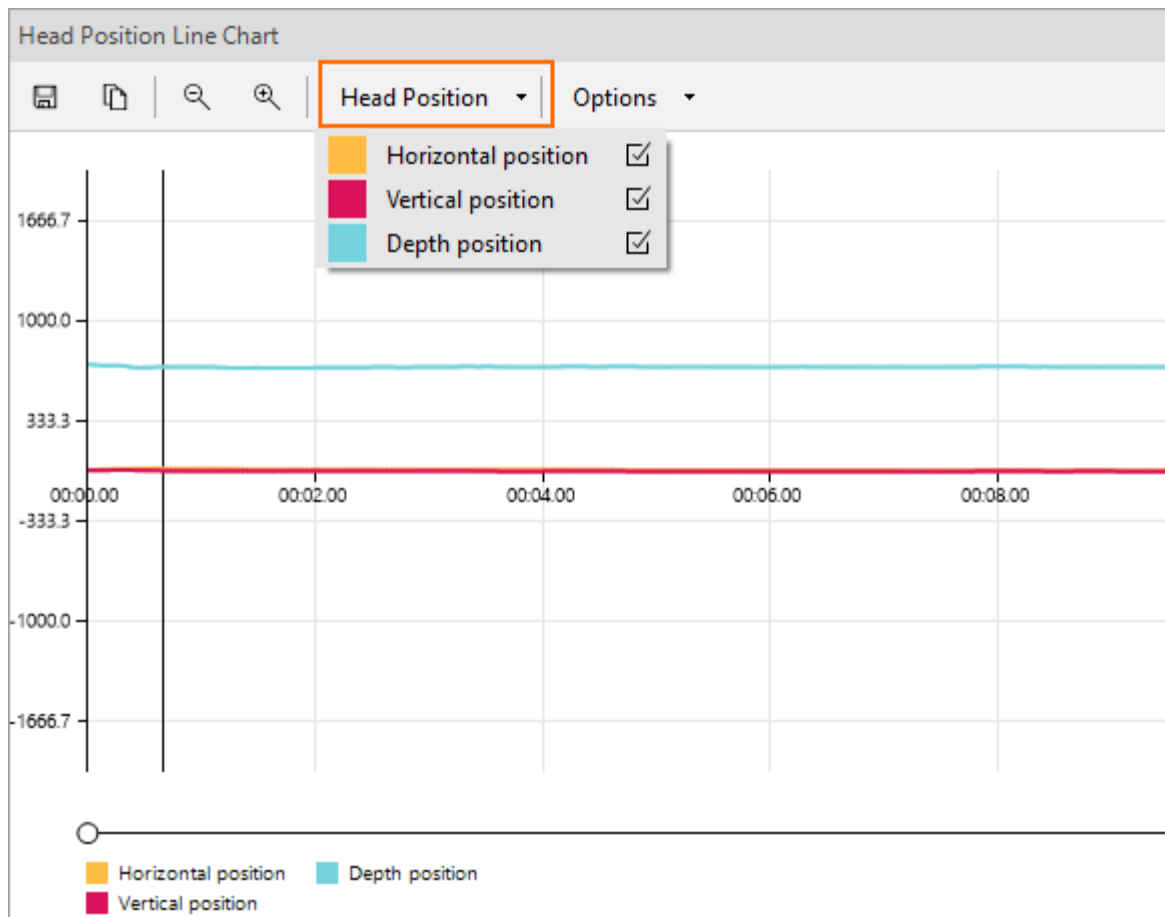 Head Position Line Chart
Head Position Options
Horizontal position
Vertical position
Depth position
1666.7
1000.0
333.3
00:00.00 00:02.00 00:04.00 00:06.00 00:08.00
-333.3
-1000.0
-1666.7
Horizontal position Depth position
Vertical position